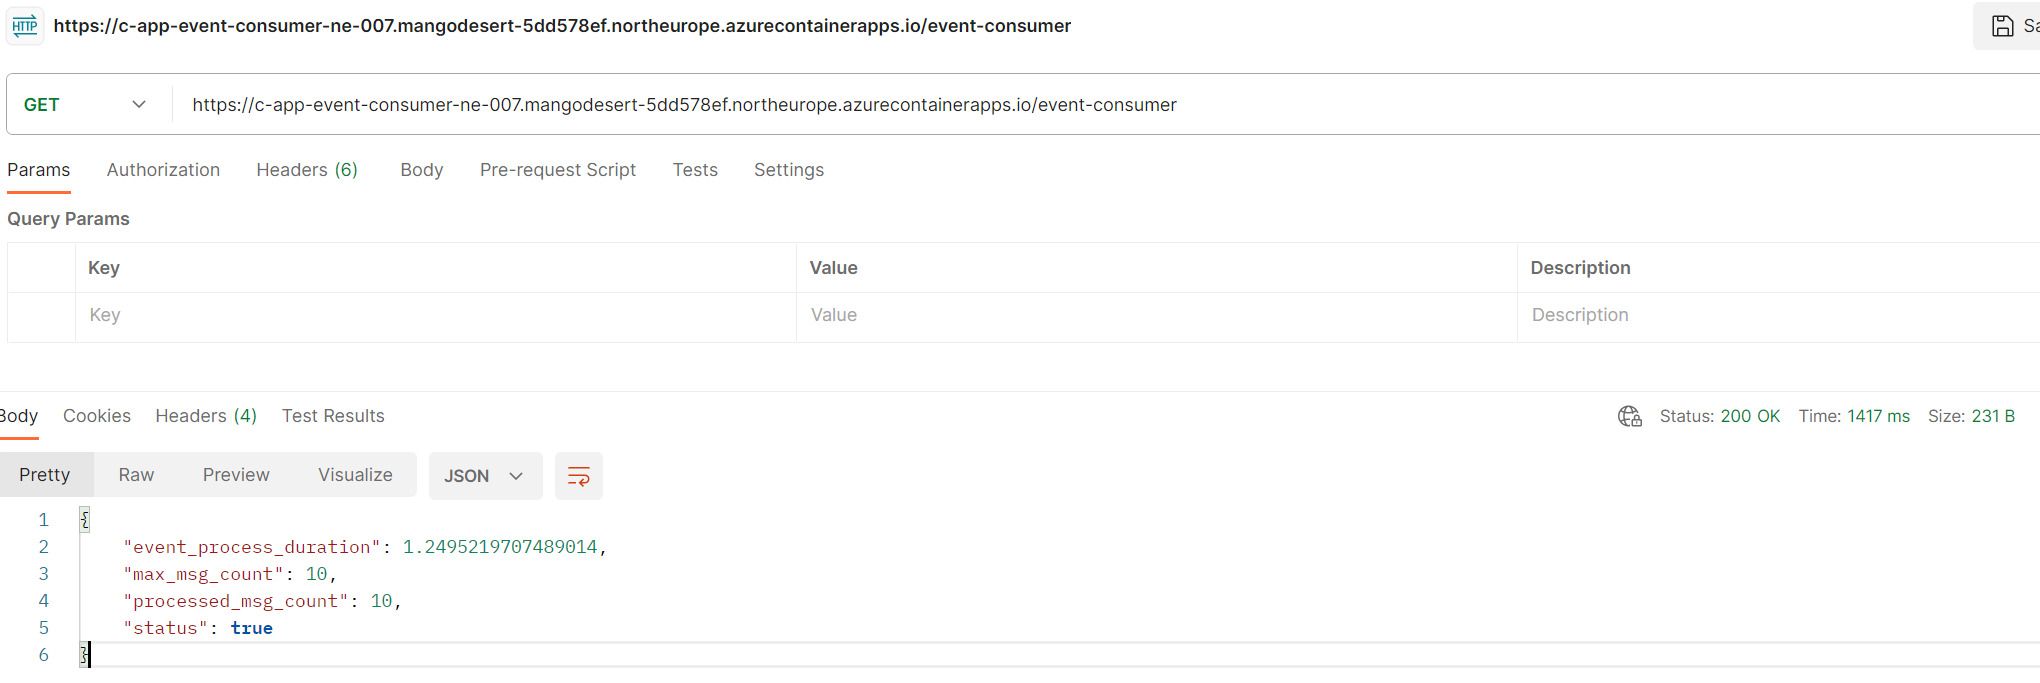 HTTP https://c-app-event-consumer-ne-007.mangodesert-5dd578ef.northeurope.azurecontainerapps.io/event-consumer
GET https://c-app-event-consumer-ne-007.mangodesert-5dd578ef.northeurope.azurecontainerapps.io/event-consumer
Params Authorization Headers (6) Body Pre-request Script Tests Settings
Query Params
Key Value Description
Key Value Description
Body Cookies Headers (4) Test Results Status: 200 OK Time: 1417 ms Size: 231 B
Pretty Raw Preview Visualize JSON
1 {
2 "event_process_duration": 1.2495219707489014,
3 "max_msg_count": 10,
4 "processed_msg_count": 10,
5 "status": true
6 }